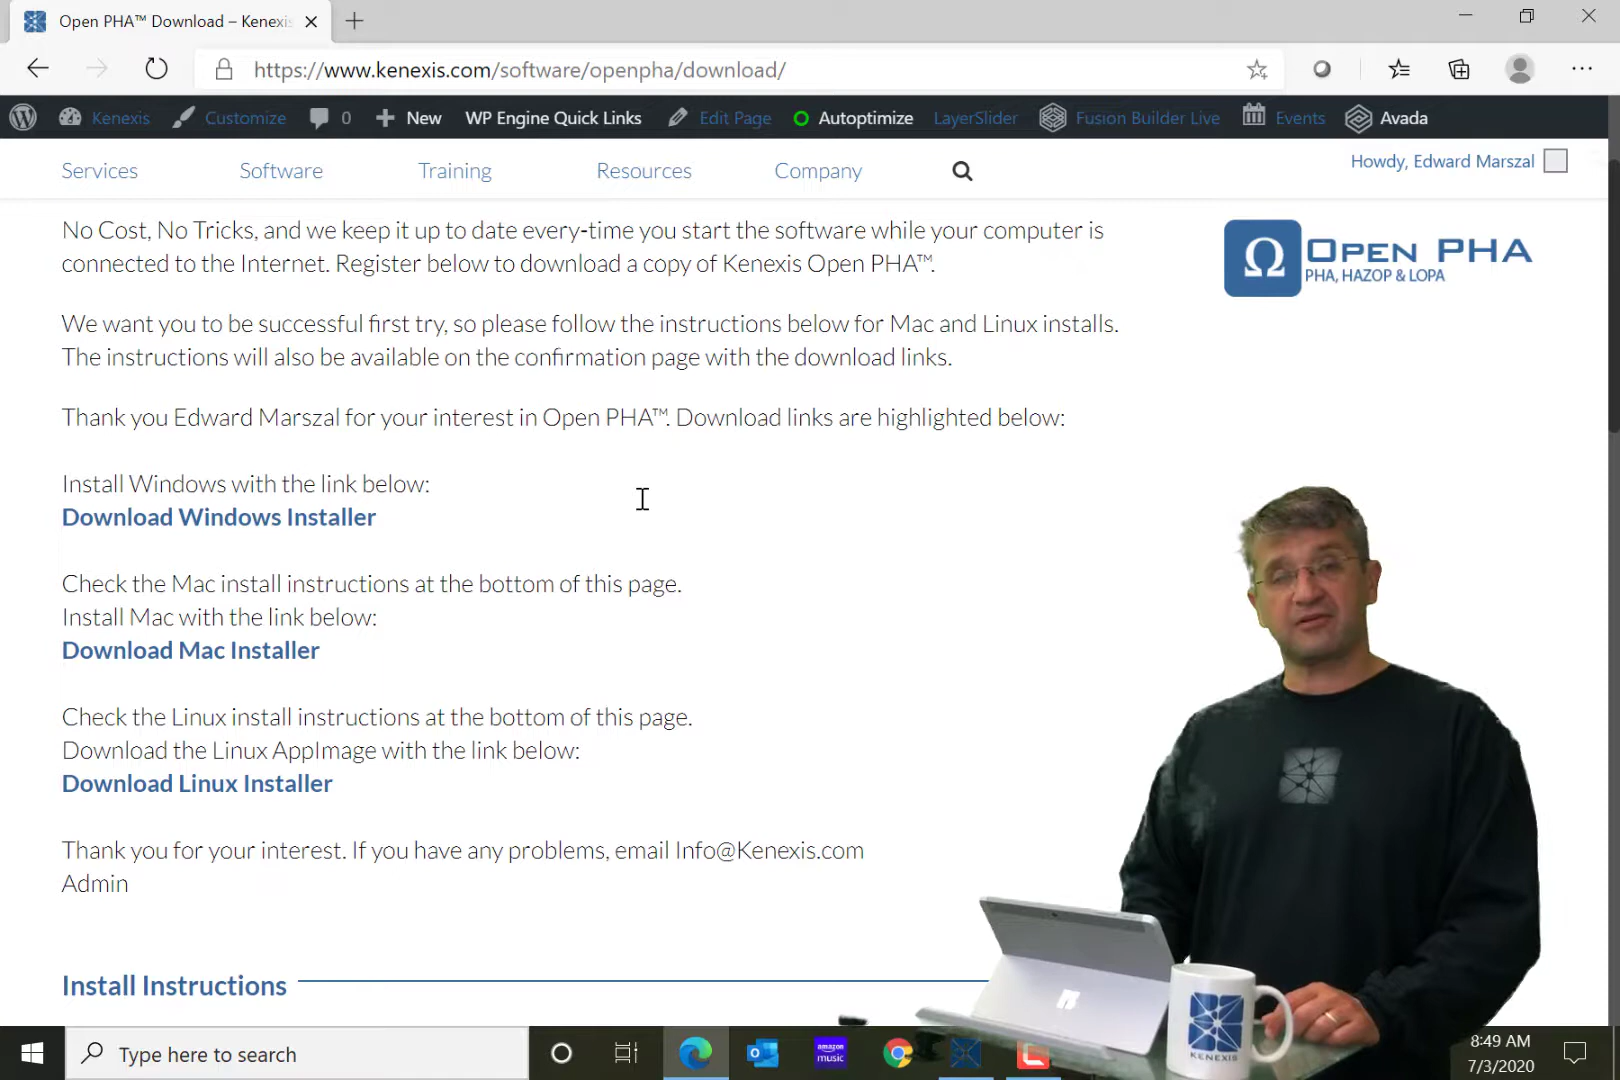 Open PHA™ Download – Kenexis
https://www.kenexis.com/software/openpha/download/
Kenexis Customize 0 New WP Engine Quick Links Edit Page Autoptimize LayerSlider Fusion Builder Live Events Avada
Services Software Training Resources Company Howdy, Edward Marszal
No Cost, No Tricks, and we keep it up to date every-time you start the software while your computer is
connected to the Internet. Register below to download a copy of Kenexis Open PHA™.
Ω Open PHA
PHA, HAZOP & LOPA
We want you to be successful first try, so please follow the instructions below for Mac and Linux installs.
The instructions will also be available on the confirmation page with the download links.
Thank you Edward Marszal for your interest in Open PHA™. Download links are highlighted below:
Install Windows with the link below:
Download Windows Installer
Check the Mac install instructions at the bottom of this page.
Install Mac with the link below:
Download Mac Installer
Check the Linux install instructions at the bottom of this page.
Download the Linux AppImage with the link below:
Download Linux Installer
Thank you for your interest. If you have any problems, email Info@Kenexis.com
Admin
Install Instructions
KENEXIS
Type here to search
amazon
music
8:49 AM
7/3/2020